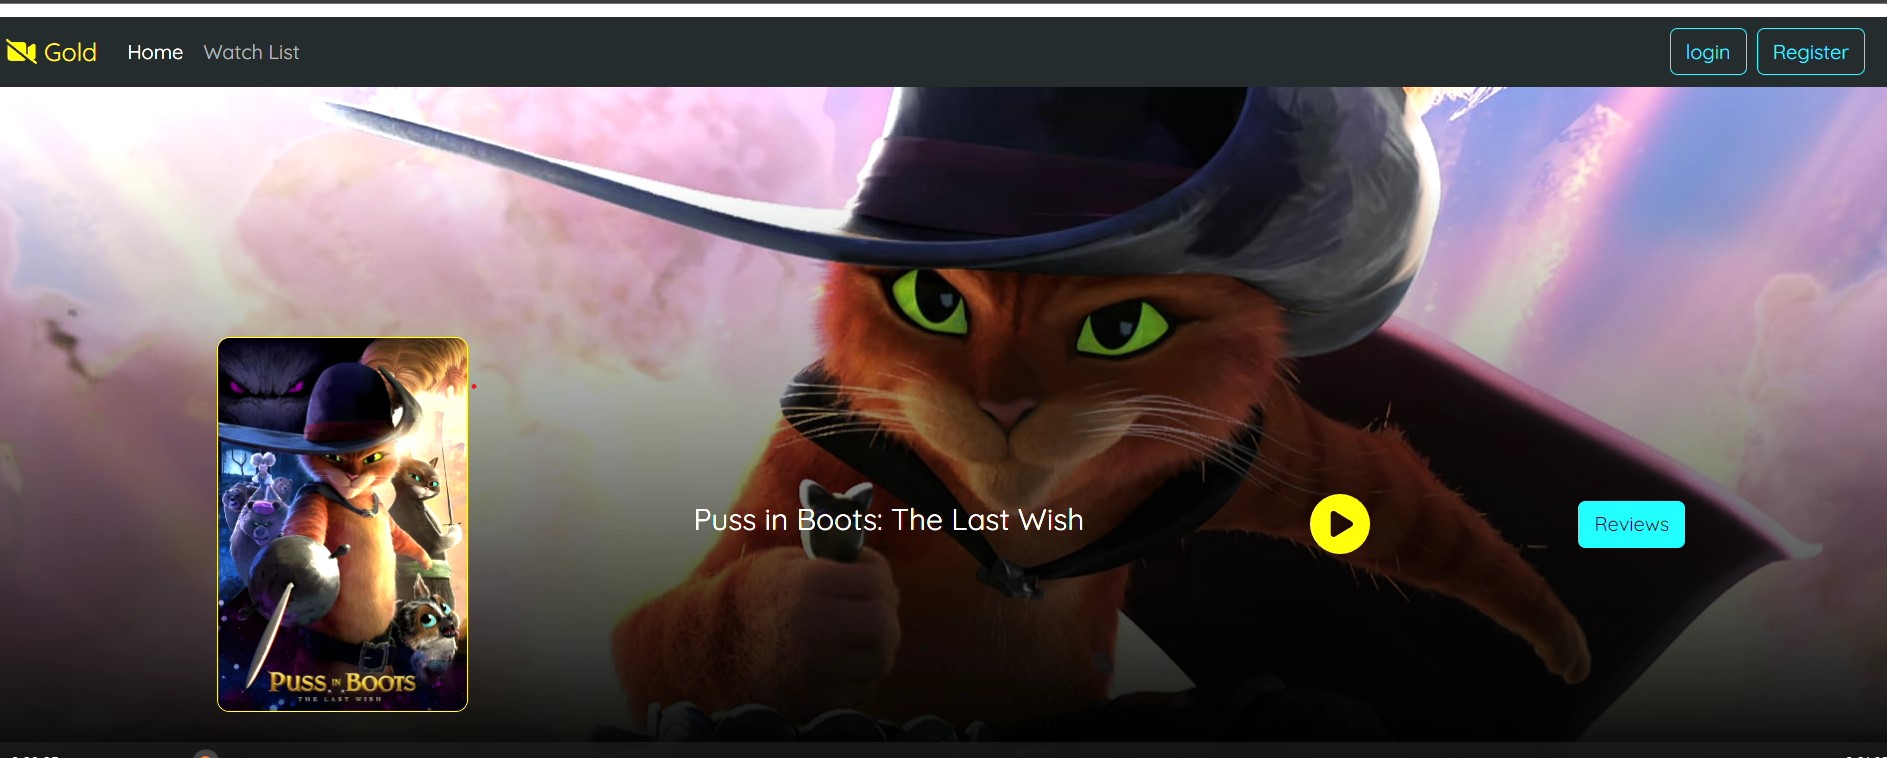 Gold Home Watch List login Register
Puss in Boots: The Last Wish Reviews
PUSS IN BOOTS
THE LAST WISH